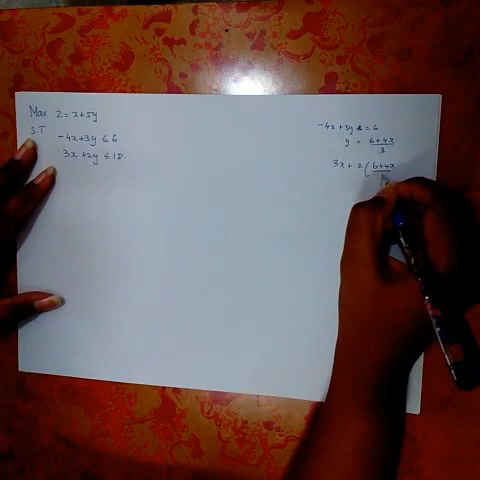 Max Z = x+5y
S.T
-4x+3y ≤ 6
3x+2y ≤ 18
-4x+3y = 6
y = 6+4x
3
3x + 2 ( 6+4x